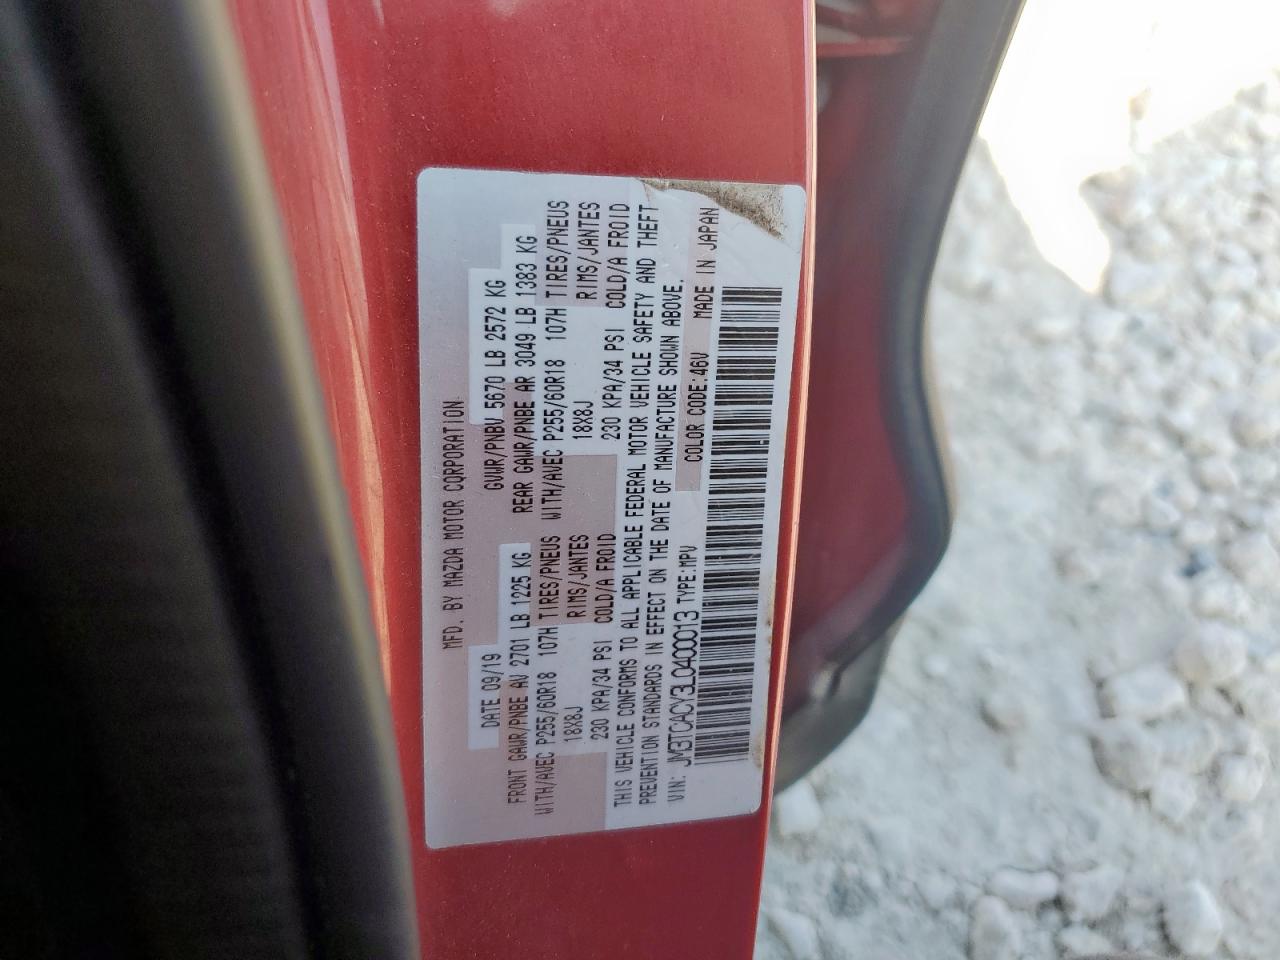 MFD. BY MAZDA MOTOR CORPORATION
DATE 09/19 GVWR/PNBV 5670 LB 2572 KG
FRONT GAWR/PNBE AV 2701 LB 1225 KG REAR GAWR/PNBE AR 3049 LB 1383 KG
WITH/AVEC P255/60R18 107H TIRES/PNEUS WITH/AVEC P255/60R18 107H TIRES/PNEUS
18X8J RIMS/JANTES 18X8J RIMS/JANTES
230 KPA/34 PSI COLD/A FROID 230 KPA/34 PSI COLD/A FROID
THIS VEHICLE CONFORMS TO ALL APPLICABLE FEDERAL MOTOR VEHICLE SAFETY AND THEFT
PREVENTION STANDARDS IN EFFECT ON THE DATE OF MANUFACTURE SHOWN ABOVE.
VIN: JM3TCACY3L0400013 TYPE:MPV COLOR CODE:46V MADE IN JAPAN